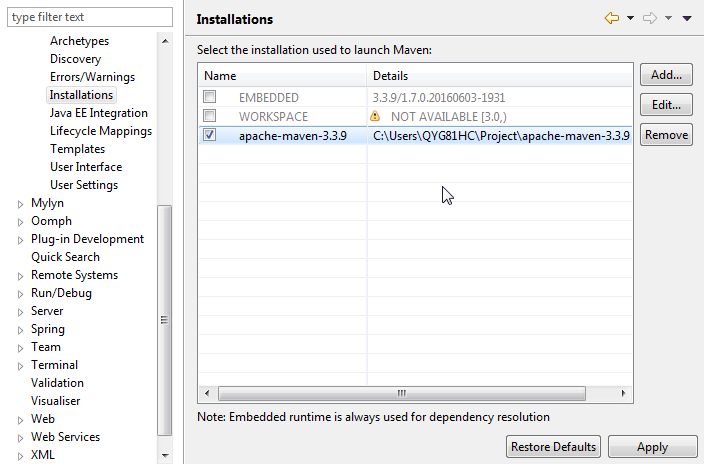 type filter text
Archetypes
Discovery
Errors/Warnings
Installations
Java EE Integration
Lifecycle Mappings
Templates
User Interface
User Settings
Mylyn
Oomph
Plug-in Development
Quick Search
Remote Systems
Run/Debug
Server
Spring
Team
Terminal
Validation
Visualiser
Web
Web Services
XML
Installations
Select the installation used to launch Maven:
Name Details
EMBEDDED 3.3.9/1.7.0.20160603-1931
WORKSPACE NOT AVAILABLE [3.0,)
apache-maven-3.3.9 C:\Users\QYG81HC\Project\apache-maven-3.3.9
Add...
Edit...
Remove
Note: Embedded runtime is always used for dependency resolution
Restore Defaults Apply